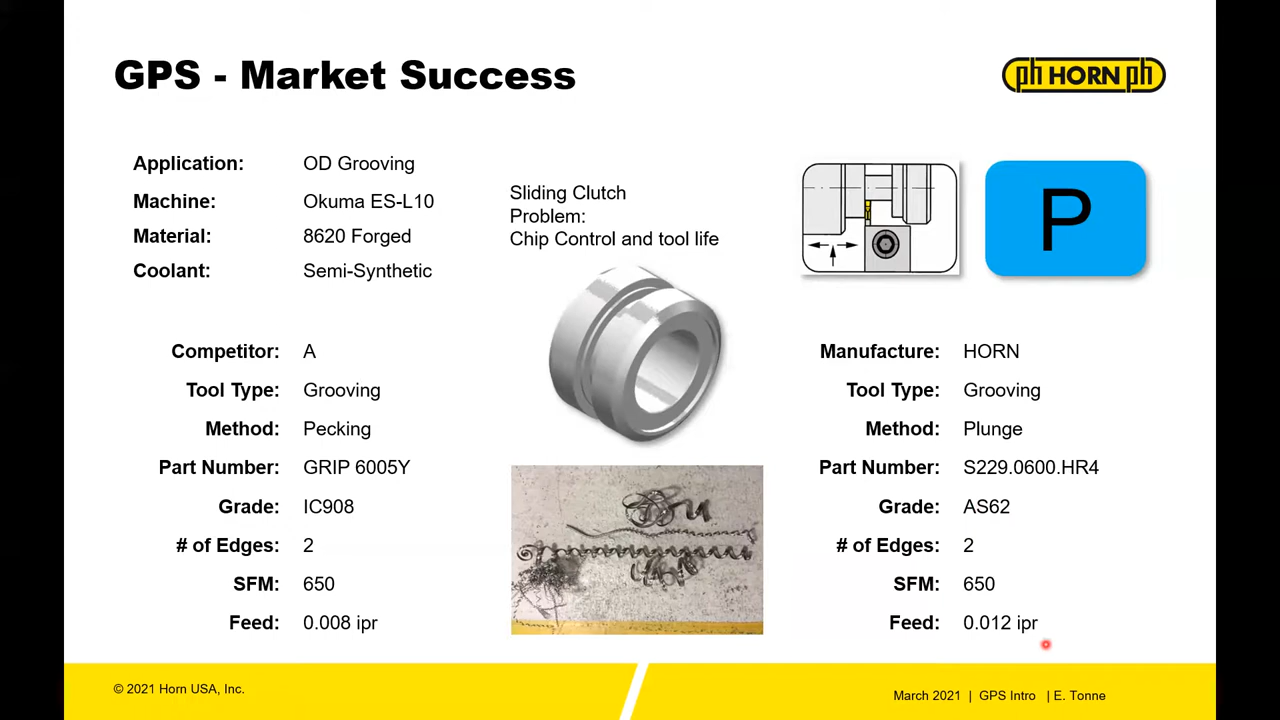 GPS - Market Success
ph HORN ph
Application: OD Grooving
Machine: Okuma ES-L10
Material: 8620 Forged
Coolant: Semi-Synthetic
Sliding Clutch
Problem:
Chip Control and tool life
P
Competitor: A
Tool Type: Grooving
Method: Pecking
Part Number: GRIP 6005Y
Grade: IC908
# of Edges: 2
SFM: 650
Feed: 0.008 ipr
Manufacture: HORN
Tool Type: Grooving
Method: Plunge
Part Number: S229.0600.HR4
Grade: AS62
# of Edges: 2
SFM: 650
Feed: 0.012 ipr
© 2021 Horn USA, Inc.
March 2021 | GPS Intro | E. Tonne